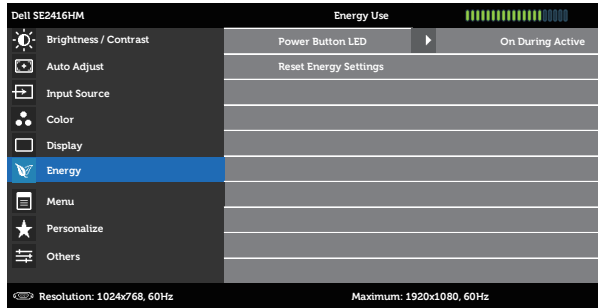 Dell SE2416HM Energy Use
Brightness / Contrast
Power Button LED On During Active
Auto Adjust
Reset Energy Settings
Input Source
Color
Display
Energy
Menu
Personalize
Others
Resolution: 1024x768, 60Hz Maximum: 1920x1080, 60Hz